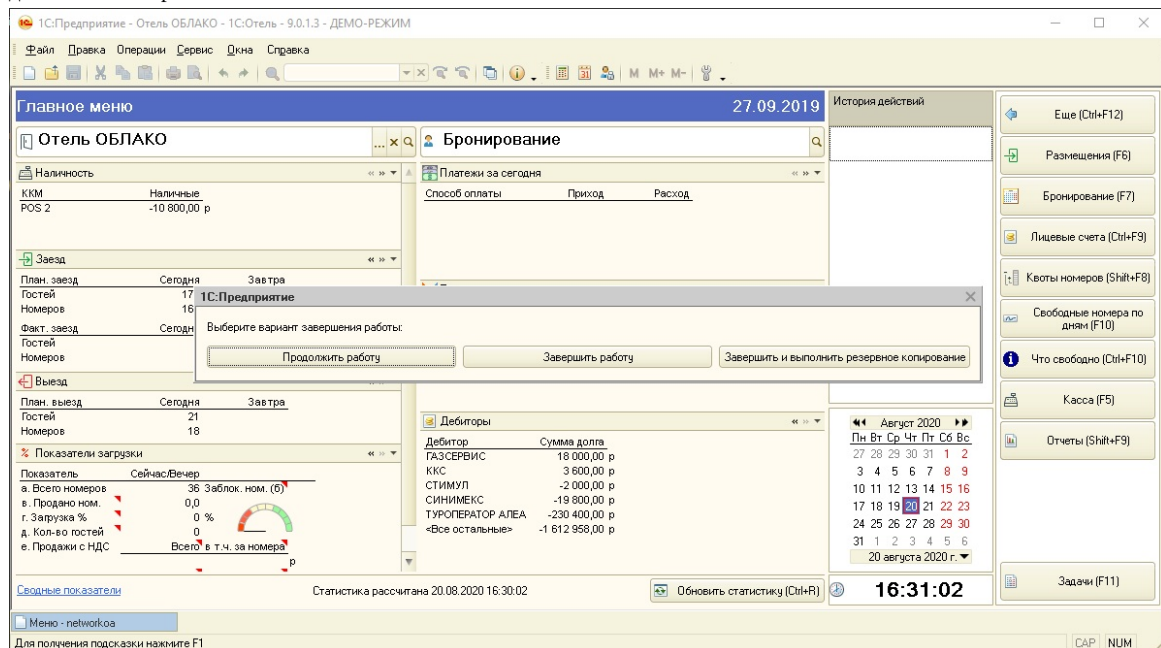 1С:Предприятие - Отель ОБЛАКО - 1С:Отель - 9.0.1.3 - ДЕМО-РЕЖИМ
Файл Правка Операции Сервис Окна Справка
M M+ M-
Главное меню 27.09.2019
Отель ОБЛАКО ... x
Бронирование
История действий
Наличность
ККМ Наличные
POS 2 -10 800,00 р
Платежи за сегодня
Способ оплаты Приход Расход
Заезд
План. заезд Сегодня Завтра
Гостей 17
Номеров 16
Факт. заезд
Гостей
Номеров
1С:Предприятие
Выберите вариант завершения работы:
Продолжить работу
Завершить работу
Завершить и выполнить резервное копирование
Выезд
План. выезд Сегодня Завтра
Гостей 21
Номеров 18
Показатели загрузки
Показатель Сейчас/Вечер
а. Всего номеров 36 Заблок. ном. (6)
в. Продано ном. 0,0
г. Загрузка % 0 %
д. Кол-во гостей 0
е. Продажи с НДС Всего в т.ч. за номера
р
Дебиторы
Дебитор Сумма долга
ГАЗСЕРВИС 18 000,00 р
ККС 3 600,00 р
СТИМУЛ -2 000,00 р
СИНИМЕКС -19 800,00 р
ТУРОПЕРАТОР АЛЕА -230 400,00 р
<Все остальные> -1 612 958,00 р
Август 2020
Пн Вт Ср Чт Пт Сб Вс
27 28 29 30 31 1 2
3 4 5 6 7 8 9
10 11 12 13 14 15 16
17 18 19 20 21 22 23
24 25 26 27 28 29 30
31 1 2 3 4 5 6
20 августа 2020 г.
Еще (Ctrl+F12)
Размещения (F6)
Бронирование (F7)
Лицевые счета (Ctrl+F9)
Квоты номеров (Shift+F8)
Свободные номера по
дням (F10)
Что свободно (Ctrl+F10)
Касса (F5)
Отчеты (Shift+F9)
Задачи (F11)
Сводные показатели
Статистика рассчитана 20.08.2020 16:30:02
Обновить статистику (Ctrl+R)
16:31:02
Меню - networkoa
Для получения подсказки нажмите F1
CAP NUM